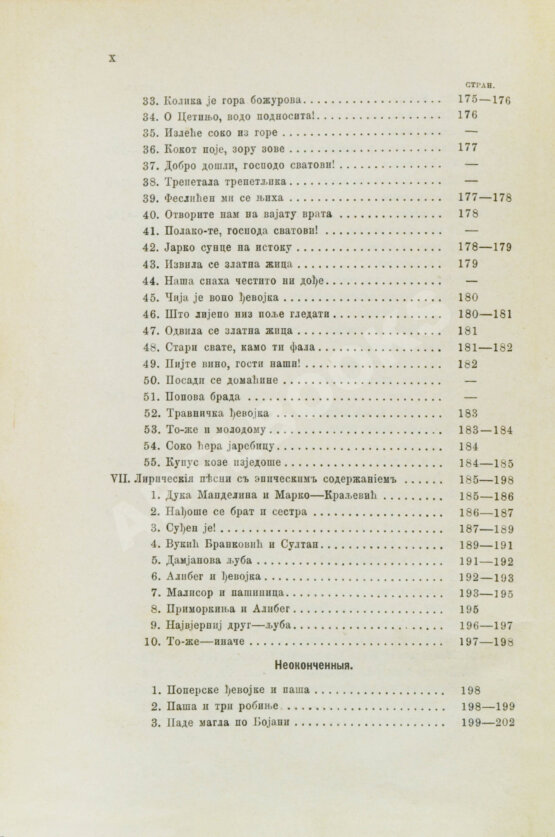 X
СТРАН.
33. Колика је гора божурова 175—176
34. О Цетињо, водо подносита! 176
35. Излеће соко из горе —
36. Кокот поје, зору зове 177
37. Добро дошли, господо сватови! —
38. Трепетала трепетљика —
39. Феслићен ми се њиха 177—178
40. Отворите нам на вајату врата 178
41. Полако-те, господа сватови! —
42. Јарко сунце на истоку 178—179
43. Извила се златна жица 179
44. Наша снаха честито ви дође —
45. Чија је воно ђевојка 180
46. Што лијепо низ поље гледати 180—181
47. Одвила се златна жица 181
48. Стари свате, камо ти фала 181—182
49. Пијте вино, гости наши! 182
50. Посади се домаћине —
51. Попова брада —
52. Травничка ђевојка 183
53. То-же и молодому 183—184
54. Соко ћера јаребицу 184
55. Купус козе изједоше 184—185
VII. Лирическія пѣсни съ эпическимъ содержаніемъ 185—198
1. Дука Манделина и Марко—Краљевић 185—186
2. Нађоше се брат и сестра 186—187
3. Суђен је! 187—189
4. Вукић Бранковић и Султан 189—191
5. Дамјанова љуба 191—192
6. Алибег и ђевојка 192—193
7. Малисор и пашиница 193—195
8. Приморкиња и Алибег 195
9. Највјерниј друг—љуба 196—197
10. То-же—иначе 197—198
Неоконченныя.
1. Поперске ђевојке и паша 198
2. Паша и три робиње 198—199
3. Паде магла по Бојани 199—202